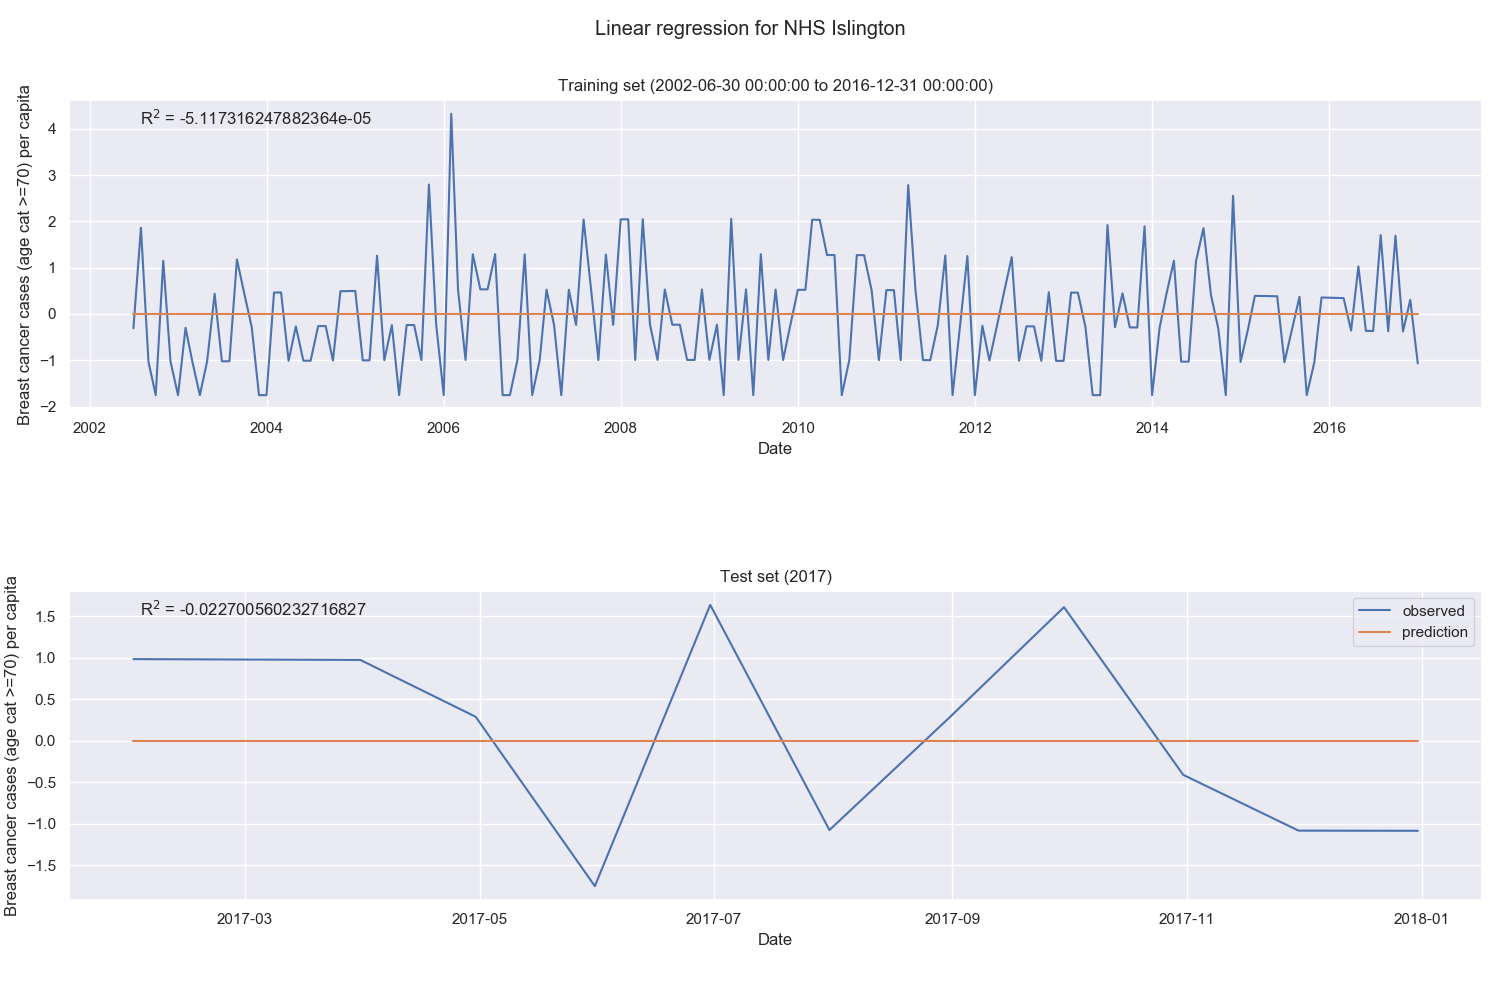 Linear regression for NHS Islington
Training set (2002-06-30 00:00:00 to 2016-12-31 00:00:00)
R² = -5.117316247882364e-05
Breast cancer cases (age cat >=70) per capita
4
3
2
1
0
−1
−2
2002 2004 2006 2008 2010 2012 2014 2016
Date
Test set (2017)
R² = -0.022700560232716827
observed
prediction
Breast cancer cases (age cat >=70) per capita
1.5
1.0
0.5
0.0
−0.5
−1.0
−1.5
2017-03 2017-05 2017-07 2017-09 2017-11 2018-01
Date